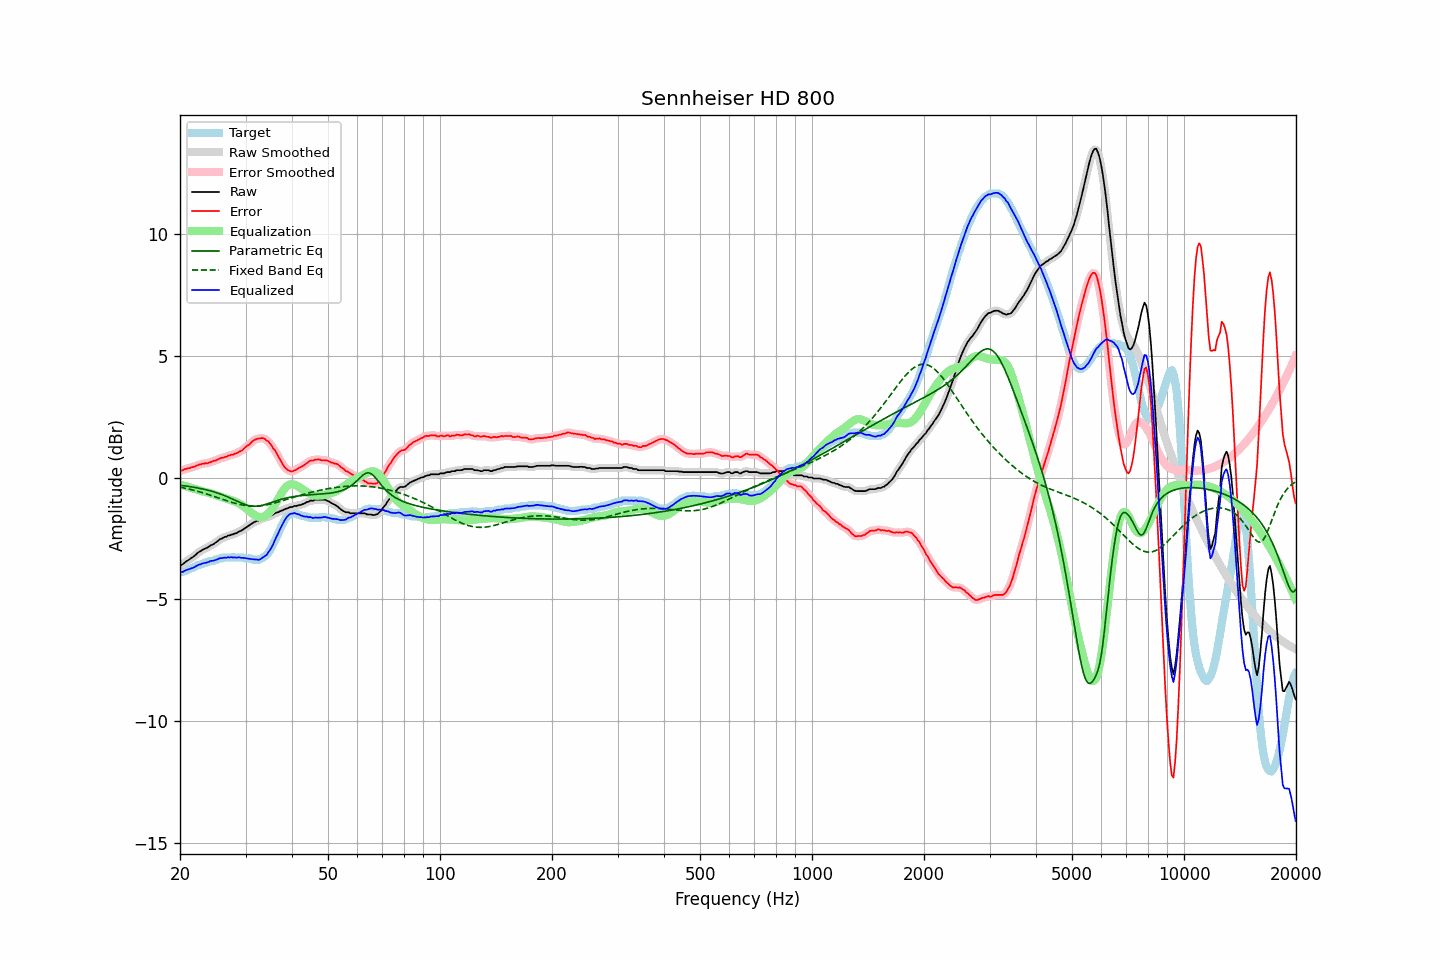 Sennheiser HD 800
Target
Raw Smoothed
Error Smoothed
Raw
Error
Equalization
Parametric Eq
Fixed Band Eq
Equalized
Amplitude (dBr)
10
5
0
−5
−10
−15
20
50
100
200
500
1000
2000
5000
10000
20000
Frequency (Hz)